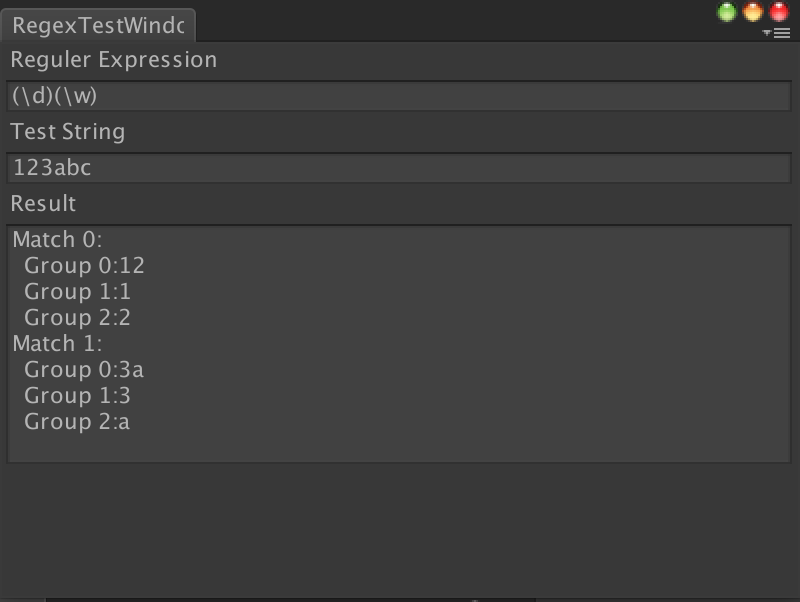 RegexTestWindc
Reguler Expression
(\d)(\w)
Test String
123abc
Result
Match 0:
Group 0:12
Group 1:1
Group 2:2
Match 1:
Group 0:3a
Group 1:3
Group 2:a